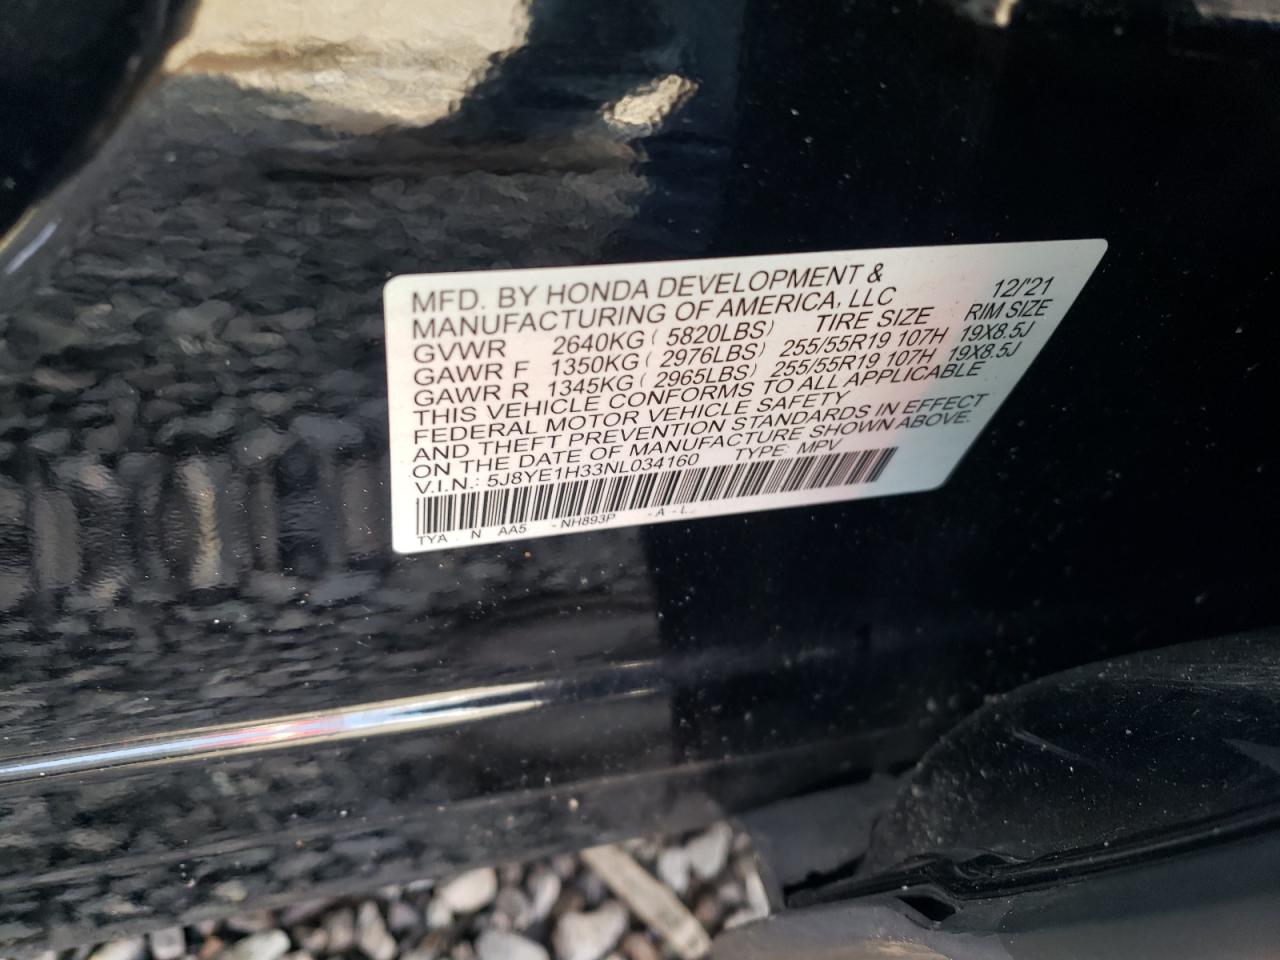 MFD. BY HONDA DEVELOPMENT &
MANUFACTURING OF AMERICA, LLC 12/'21
GVWR 2640KG ( 5820LBS) TIRE SIZE RIM SIZE
GAWR F 1350KG ( 2976LBS) 255/55R19 107H 19X8.5J
GAWR R 1345KG ( 2965LBS) 255/55R19 107H 19X8.5J
THIS VEHICLE CONFORMS TO ALL APPLICABLE
FEDERAL MOTOR VEHICLE SAFETY
AND THEFT PREVENTION STANDARDS IN EFFECT
ON THE DATE OF MANUFACTURE SHOWN ABOVE.
V.I.N.: 5J8YE1H33NL034160 TYPE: MPV
TYA N AA5 -NH893P -A-L